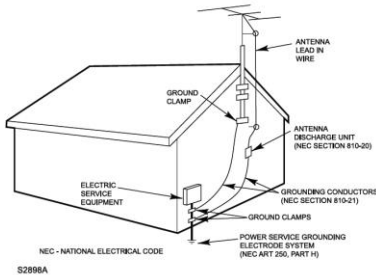 ANTENNA
LEAD IN
WIRE
GROUND
CLAMP
ANTENNA
DISCHARGE UNIT
(NEC SECTION 810-20)
ELECTRIC
SERVICE
EQUIPMENT
GROUNDING CONDUCTORS
(NEC SECTION 810-21)
GROUND CLAMPS
POWER SERVICE GROUNDING
ELECTRODE SYSTEM
(NEC ART 250, PART H)
NEC - NATIONAL ELECTRICAL CODE
S2898A